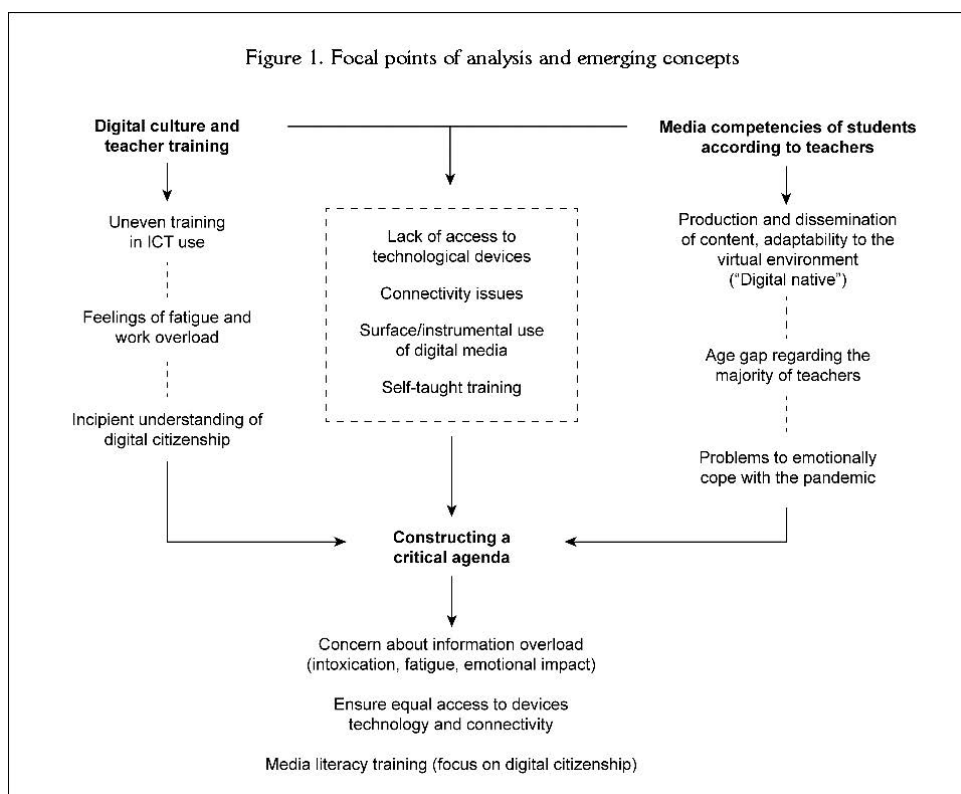 Figure 1. Focal points of analysis and emerging concepts
Digital culture and
teacher training
Uneven training
in ICT use
Feelings of fatigue and
work overload
Incipient understanding of
digital citizenship
Lack of access to
technological devices
Connectivity issues
Surface/instrumental use
of digital media
Self-taught training
Media competencies of students
according to teachers
Production and dissemination
of content, adaptability to the
virtual environment
(“Digital native”)
Age gap regarding the
majority of teachers
Problems to emotionally
cope with the pandemic
Constructing a
critical agenda
Concern about information overload
(intoxication, fatigue, emotional impact)
Ensure equal access to devices
technology and connectivity
Media literacy training (focus on digital citizenship)